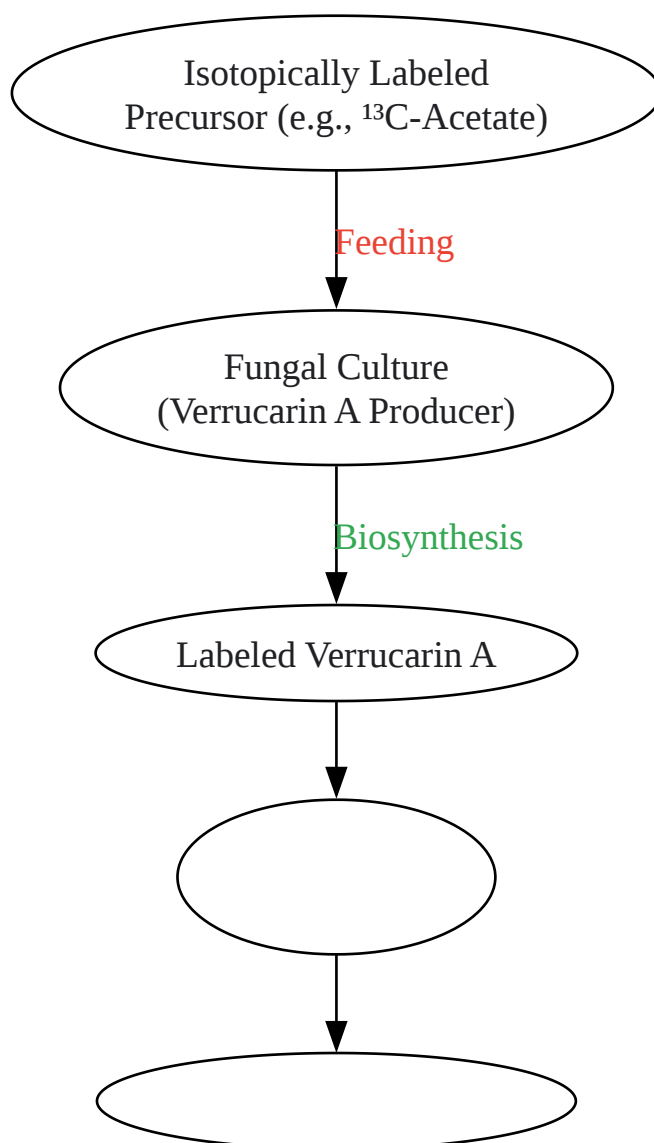 Isotopically Labeled
Precursor (e.g., ¹³C-Acetate)
Feeding
Fungal Culture
(Verrucarin A Producer)
Biosynthesis
Labeled Verrucarin A